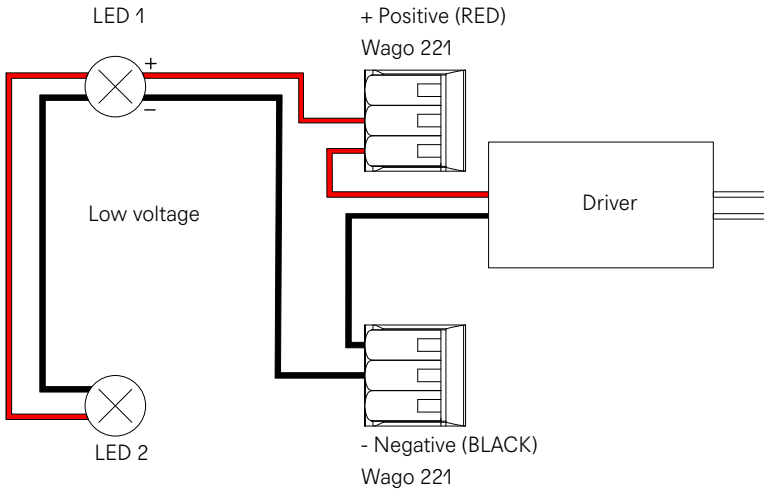 LED 1
+ Positive (RED)
Wago 221
+
–
Low voltage
Driver
LED 2
- Negative (BLACK)
Wago 221